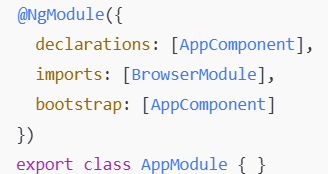 @NgModule({
  declarations: [AppComponent],
  imports: [BrowserModule],
  bootstrap: [AppComponent]
})
export class AppModule { }